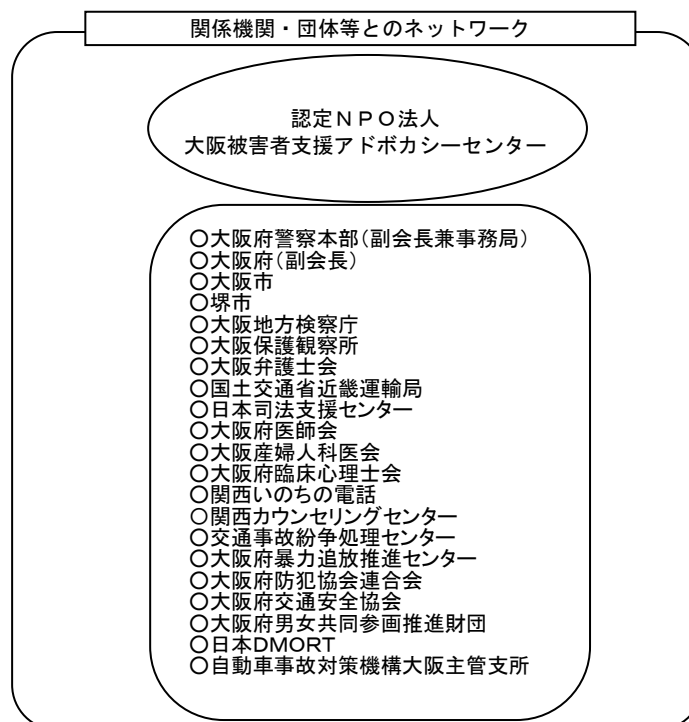 関係機関・団体等とのネットワーク
認定ＮＰＯ法人
大阪被害者支援アドボカシーセンター
○大阪府警察本部（副会長兼事務局）
○大阪府（副会長）
○大阪市
○堺市
○大阪地方検察庁
○大阪保護観察所
○大阪弁護士会
○国土交通省近畿運輸局
○日本司法支援センター
○大阪府医師会
○大阪産婦人科医会
○大阪府臨床心理士会
○関西いのちの電話
○関西カウンセリングセンター
○交通事故紛争処理センター
○大阪府暴力追放推進センター
○大阪府防犯協会連合会
○大阪府交通安全協会
○大阪府男女共同参画推進財団
○日本DMORT
○自動車事故対策機構大阪主管支所